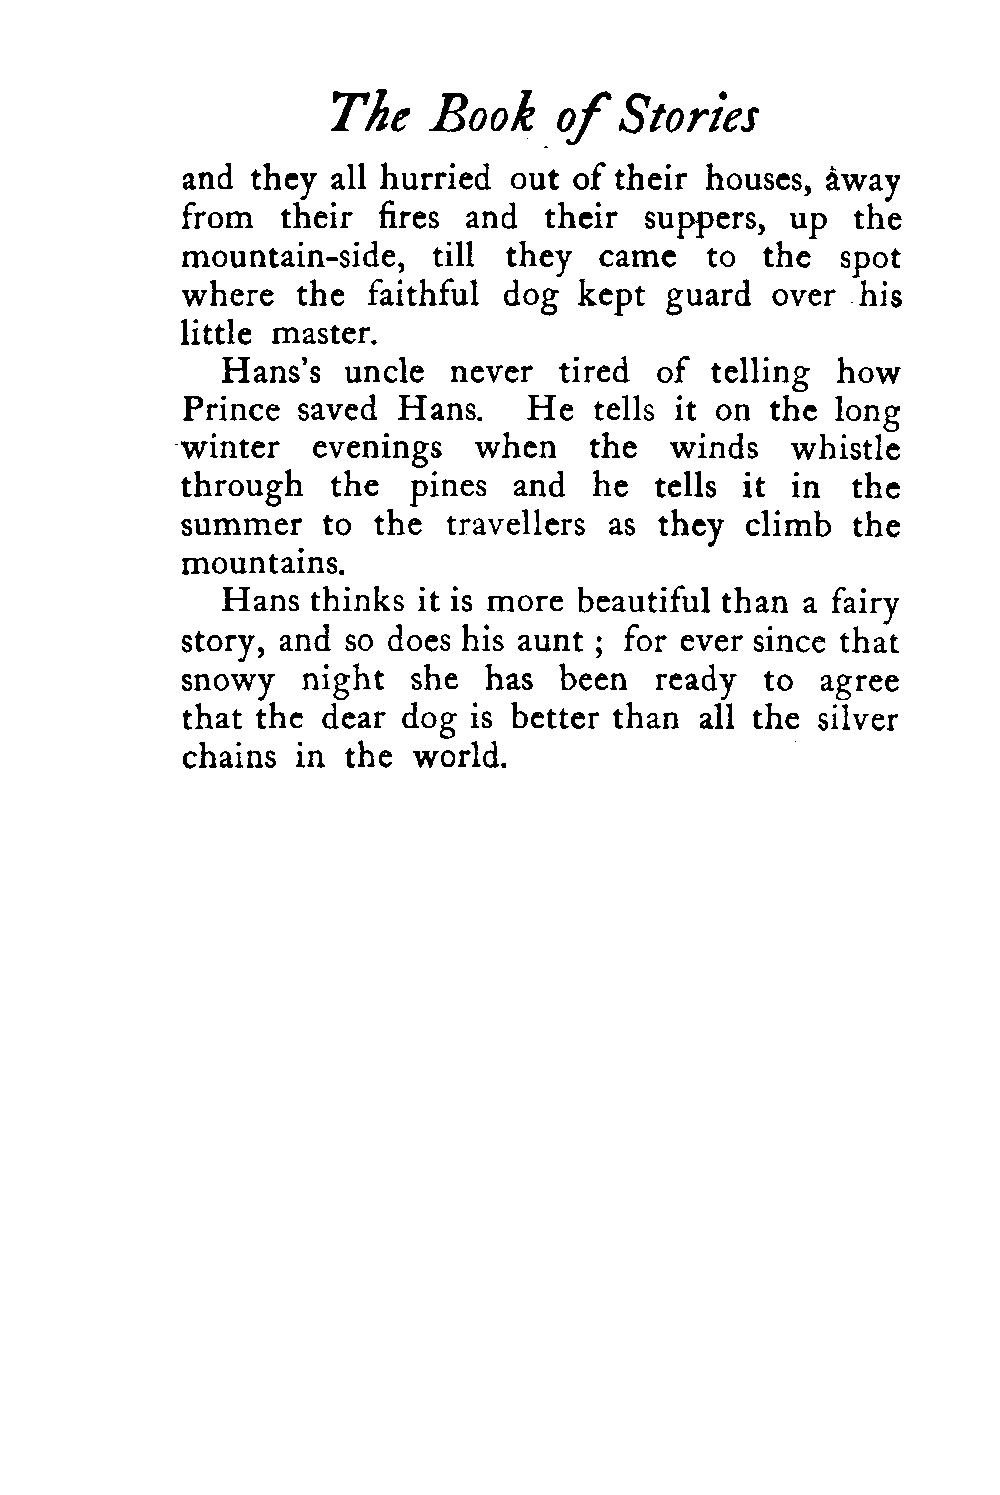 The Book of Stories
and they all hurried out of their houses, away
from their fires and their suppers, up the
mountain-side, till they came to the spot
where the faithful dog kept guard over his
little master.
Hans's uncle never tired of telling how
Prince saved Hans. He tells it on the long
winter evenings when the winds whistle
through the pines and he tells it in the
summer to the travellers as they climb the
mountains.
Hans thinks it is more beautiful than a fairy
story, and so does his aunt ; for ever since that
snowy night she has been ready to agree
that the dear dog is better than all the silver
chains in the world.